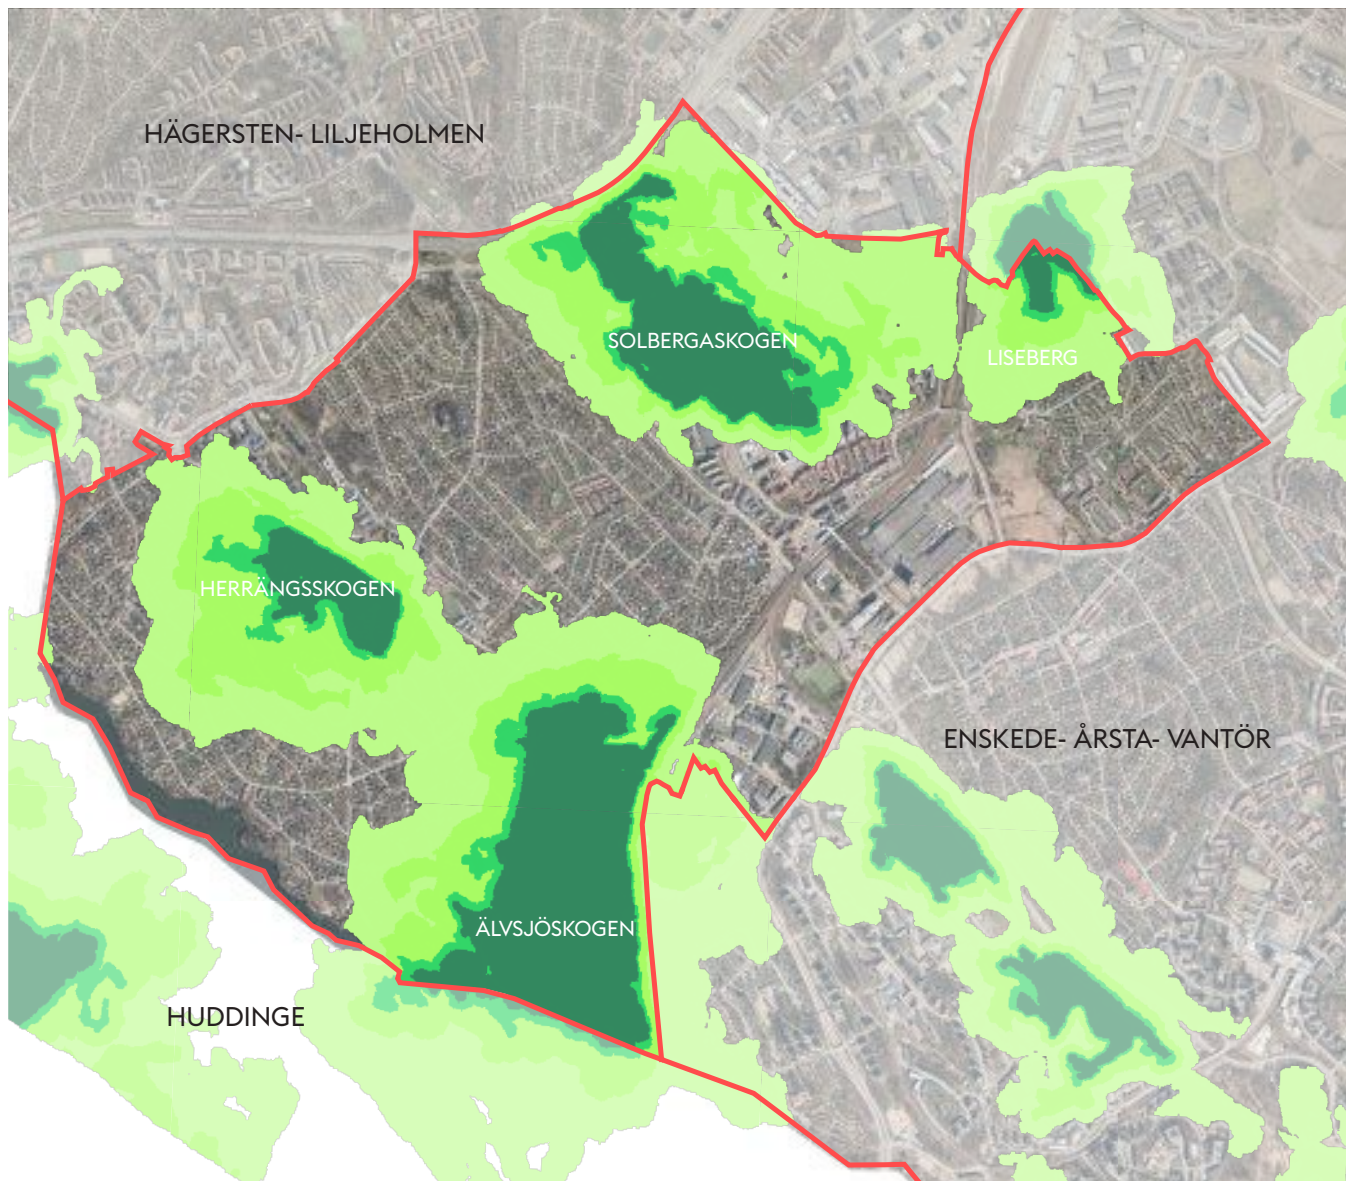 HÄGERSTEN- LILJEHOLMEN
SOLBERGASKOGEN
LISEBERG
HERRÄNGSSKOGEN
ENSKEDE- ÅRSTA- VANTÖR
ÄLVSJÖSKOGEN
HUDDINGE